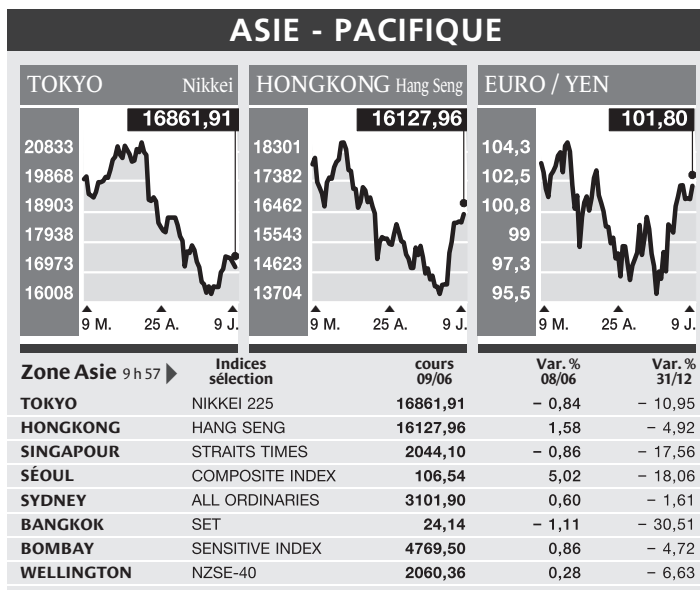 ASIE - PACIFIQUE
TOKYO Nikkei
16861,91
20833
19868
18903
17938
16973
16008
9 M. 25 A. 9 J.
HONGKONG Hang Seng
16127,96
18301
17382
16462
15543
14623
13704
9 M. 25 A. 9 J.
EURO / YEN
101,80
104,3
102,5
100,8
99
97,3
95,5
9 M. 25 A. 9 J.
Zone Asie 9 h 57 Indices sélection cours 09/06 Var. % 08/06 Var. % 31/12
TOKYO NIKKEI 225 16861,91 – 0,84 – 10,95
HONGKONG HANG SENG 16127,96 1,58 – 4,92
SINGAPOUR STRAITS TIMES 2044,10 – 0,86 – 17,56
SÉOUL COMPOSITE INDEX 106,54 5,02 – 18,06
SYDNEY ALL ORDINARIES 3101,90 0,60 – 1,61
BANGKOK SET 24,14 – 1,11 – 30,51
BOMBAY SENSITIVE INDEX 4769,50 0,86 – 4,72
WELLINGTON NZSE-40 2060,36 0,28 – 6,63